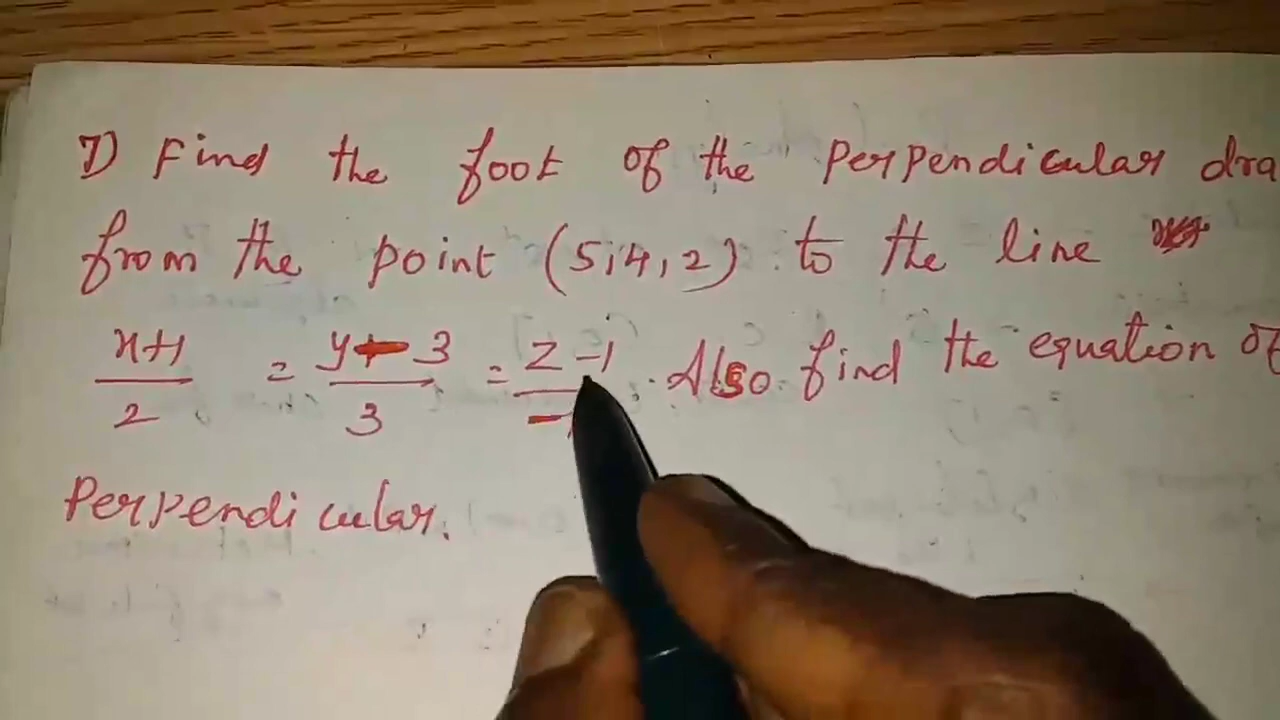 1) Find the foot of the perpendicular dra
from the point (5,4,2) to the line
x+1/2 = y-3/3 = z-1/-1. Also find the equation of
Perpendicular.